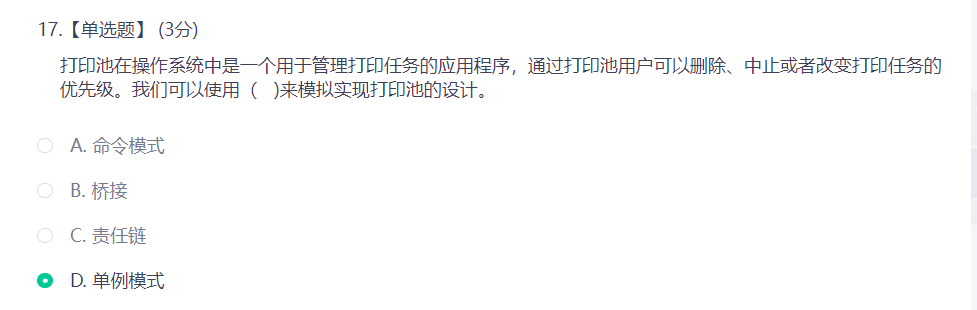 17.【单选题】 (3分)
打印池在操作系统中是一个用于管理打印任务的应用程序，通过打印池用户可以删除、中止或者改变打印任务的
优先级。我们可以使用（ )来模拟实现打印池的设计。
A. 命令模式
B. 桥接
C. 责任链
D. 单例模式